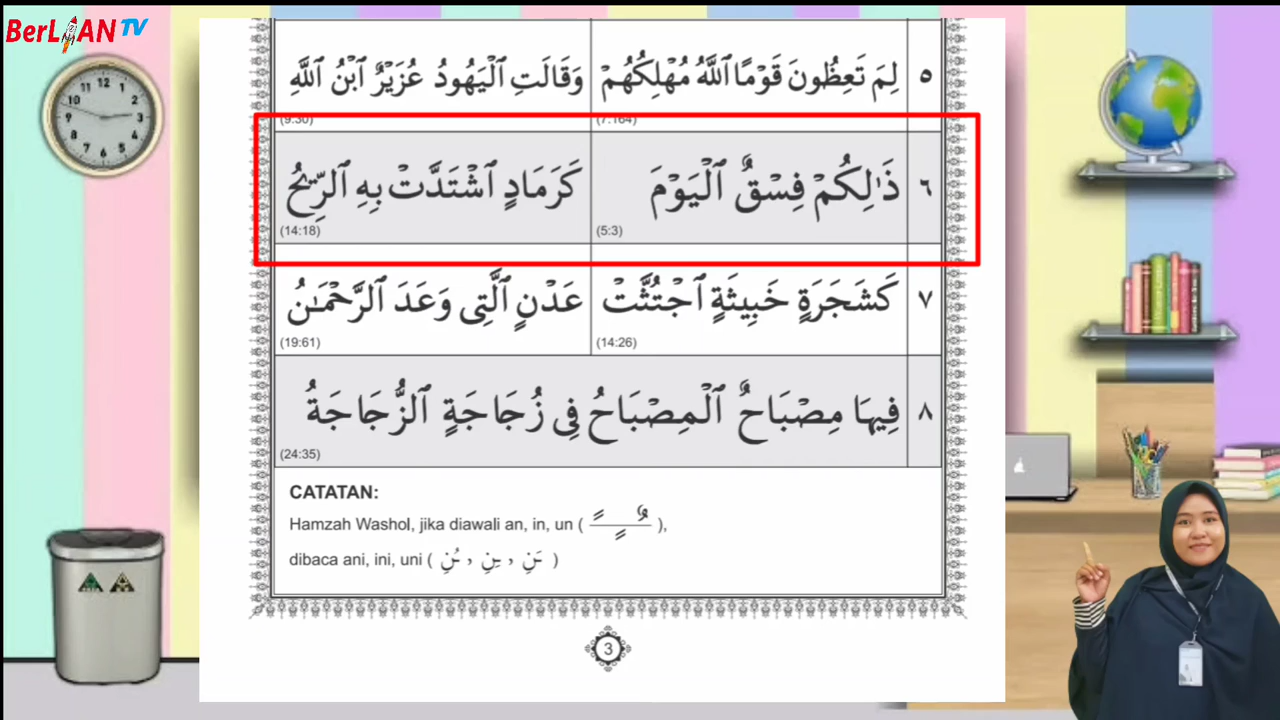 BerLIAN TV
٥ لِمَ تَعِظُونَ قَوْمًا ٱللَّهُ مُهْلِكُهُمْ وَقَالَتِ ٱلْيَهُودُ عُزَيْرٌ ٱبْنُ ٱللَّهِ
(7:164) (9:30)
٦ ذَٰلِكُمْ فِسْقٌ ٱلْيَوْمَ كَرَمَادٍ ٱشْتَدَّتْ بِهِ ٱلرِّيحُ
(5:3) (14:18)
٧ كَشَجَرَةٍ خَبِيثَةٍ ٱجْتُثَّتْ عَدْنٍ ٱلَّتِى وَعَدَ ٱلرَّحْمَـٰنُ
(14:26) (19:61)
٨ فِيهَا مِصْبَاحٌ ٱلْمِصْبَاحُ فِى زُجَاجَةٍ ٱلزُّجَاجَةُ
(24:35)
CATATAN:
Hamzah Washol, jika diawali an, in, un ( ـًـٍـٌ ),
dibaca ani, ini, uni ( ـَنِ ، ـِنِ ، ـُنِ )
3